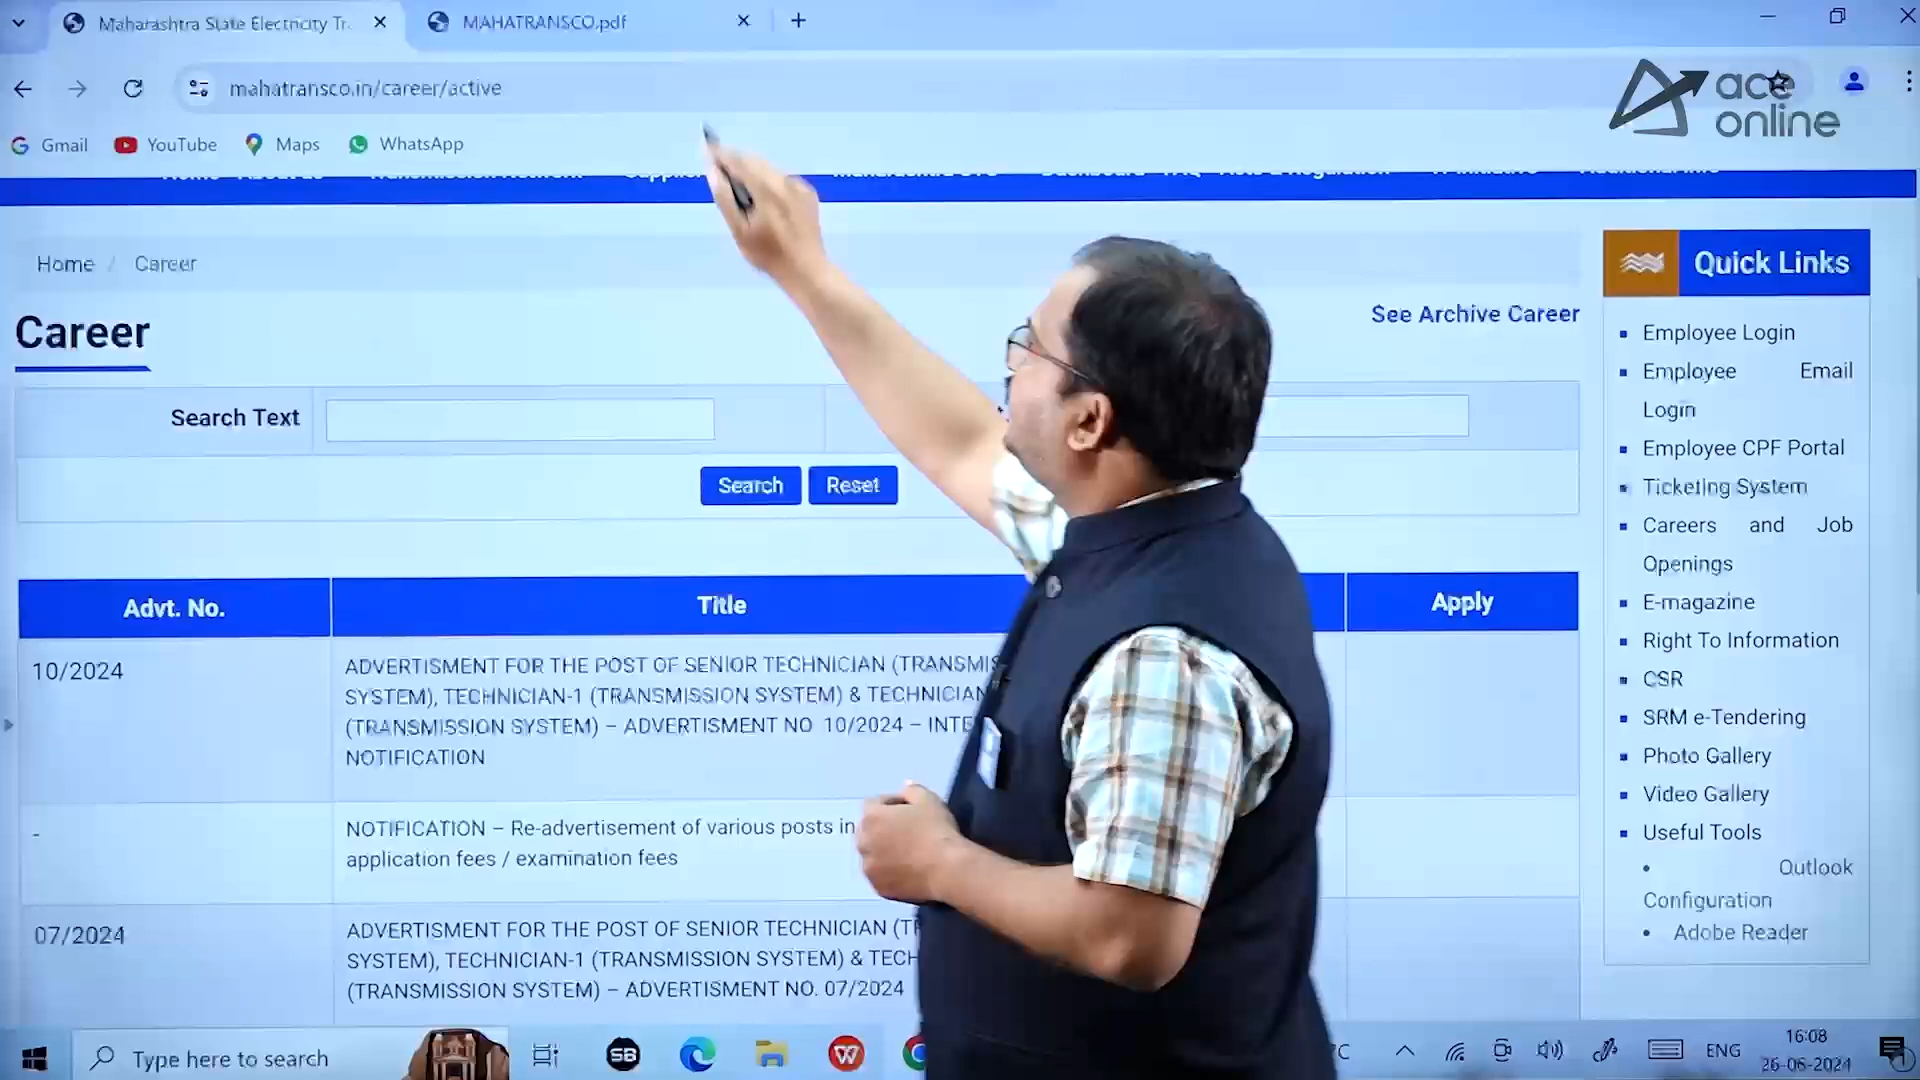 Maharashtra State Electricity Tr
MAHATRANSCO.pdf
mahatransco.in/career/active
ace
online
Gmail
YouTube
Maps
WhatsApp
Home / Career
Quick Links
Career
See Archive Career
Search Text
Search
Reset
Employee Login
Employee Email
Login
Employee CPF Portal
Ticketing System
Careers and Job
Openings
E-magazine
Right To Information
CSR
SRM e-Tendering
Photo Gallery
Video Gallery
Useful Tools
Outlook
Configuration
Adobe Reader
Advt. No.
Title
Apply
10/2024
ADVERTISMENT FOR THE POST OF SENIOR TECHNICIAN
SYSTEM), TECHNICIAN-1 (TRANSMISSION SYSTEM) & TECHNICIAN
(TRANSMISSION SYSTEM) – ADVERTISMENT NO 10/2024 –
NOTIFICATION
-
NOTIFICATION – Re-advertisement of various posts in
application fees / examination fees
07/2024
ADVERTISMENT FOR THE POST OF SENIOR TECHNICIAN
SYSTEM), TECHNICIAN-1 (TRANSMISSION SYSTEM) &
(TRANSMISSION SYSTEM) – ADVERTISMENT NO. 07/2024
Type here to search
SB
W
ENG
16:08
26-06-2024